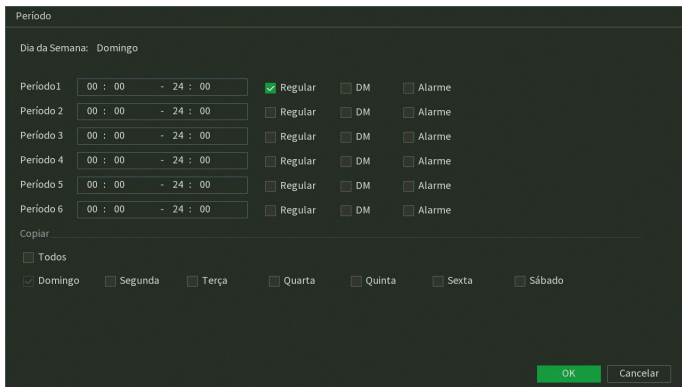 Período
Dia da Semana: Domingo
Período1 00 : 00 - 24 : 00 Regular DM Alarme
Período 2 00 : 00 - 24 : 00 Regular DM Alarme
Período 3 00 : 00 - 24 : 00 Regular DM Alarme
Período 4 00 : 00 - 24 : 00 Regular DM Alarme
Período 5 00 : 00 - 24 : 00 Regular DM Alarme
Período 6 00 : 00 - 24 : 00 Regular DM Alarme
Copiar
Todos
Domingo Segunda Terça Quarta Quinta Sexta Sábado
OK Cancelar